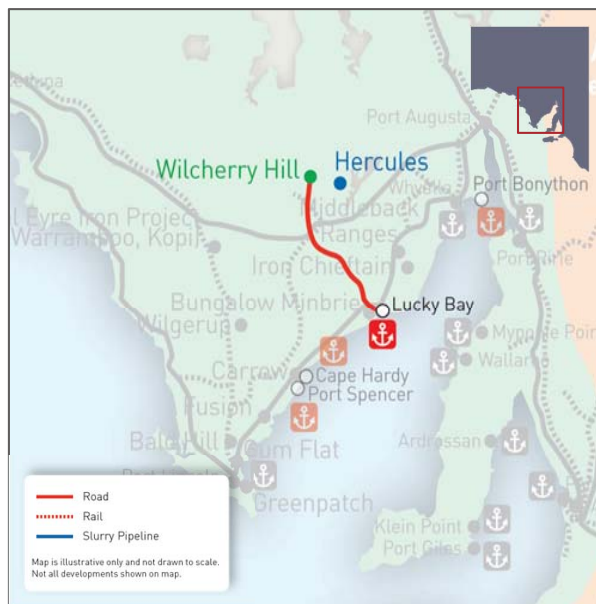 Port Augusta
Wilcherry Hill
Hercules
Whyalla
Port Bonython
Middleback
Ranges
Eyre Iron Project
Warramboo, Kopi
Port Pirie
Iron Chieftain
Bungalow Minbrie
Lucky Bay
Wilgerup
Carrow
Cape Hardy
Port Spencer
Fusion
Bald Hill
Gum Flat
Ardrossan
Greenpatch
Klein Point
Port Giles
Road
Rail
Slurry Pipeline
Map is illustrative only and not drawn to scale.
Not all developments shown on map.